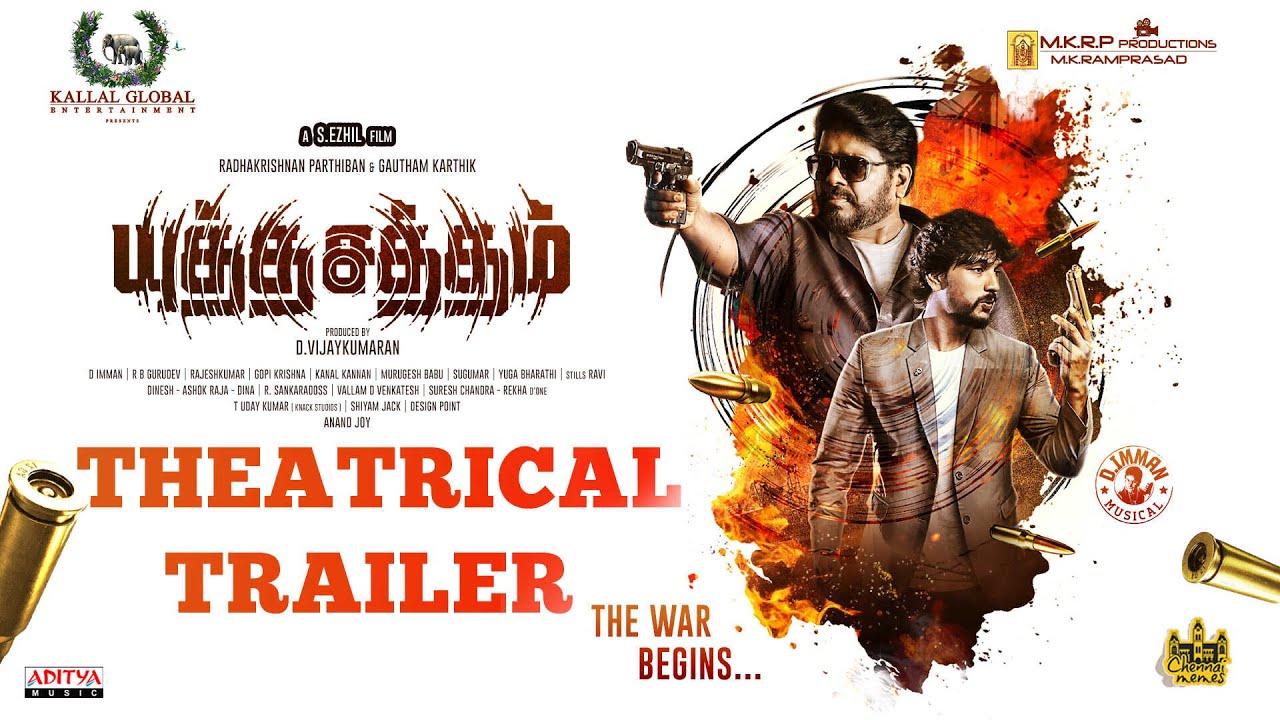 KALLAL GLOBAL
ENTERTAINMENT
PRESENTS
M.K.R.P PRODUCTIONS
M.K.RAMPRASAD
A S.EZHIL FILM
RADHAKRISHNAN PARTHIBAN & GAUTHAM KARTHIK
யுத்த சத்தம்
PRODUCED BY
D.VIJAYKUMARAN
D IMMAN | R B GURUDEV | RAJESHKUMAR | GOPI KRISHNA | KANAL KANNAN | MURUGESH BABU | SUGUMAR | YUGA BHARATHI | STILLS RAVI
DINESH - ASHOK RAJA - DINA | R. SANKARADOSS | VALLAM D VENKATESH | SURESH CHANDRA - REKHA D'ONE
T UDAY KUMAR ( KNACK STUDIOS ) | SHIYAM JACK | DESIGN POINT
ANAND JOY
THEATRICAL
TRAILER
THE WAR
BEGINS...
D.IMMAN
MUSICAL
ADITYA
MUSIC
Chennai
memes